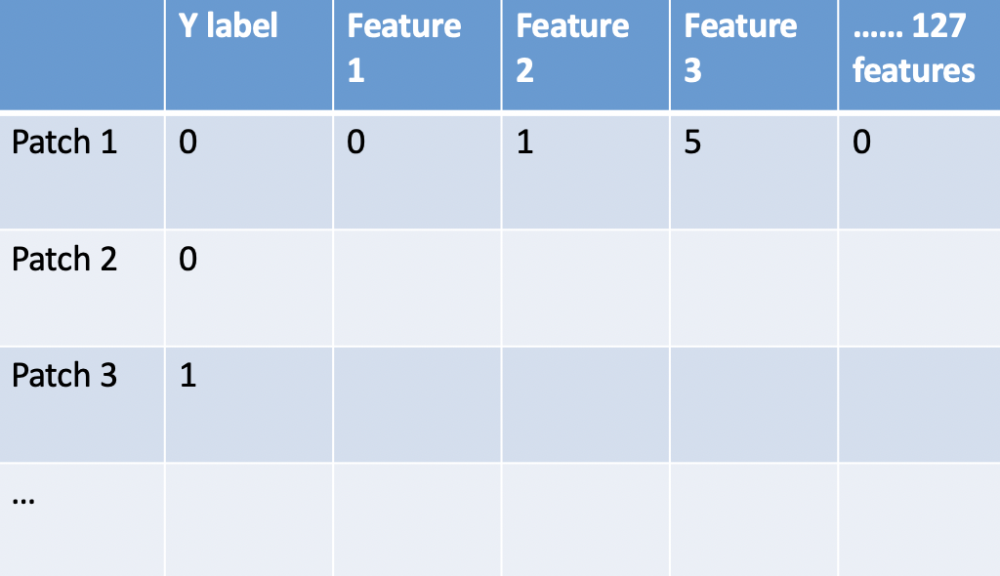 Y label Feature 1 Feature 2 Feature 3 ...... 127 features
Patch 1 0 0 1 5 0
Patch 2 0
Patch 3 1
...